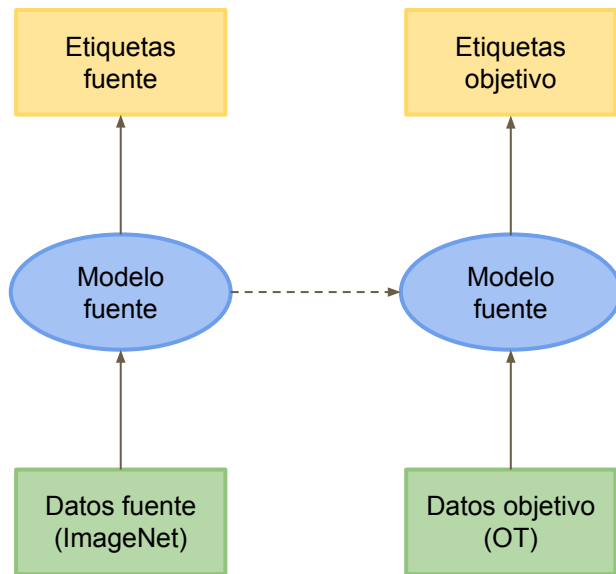 Etiquetas
fuente
Etiquetas
objetivo
Modelo
fuente
Modelo
fuente
Datos fuente
(ImageNet)
Datos objetivo
(OT)